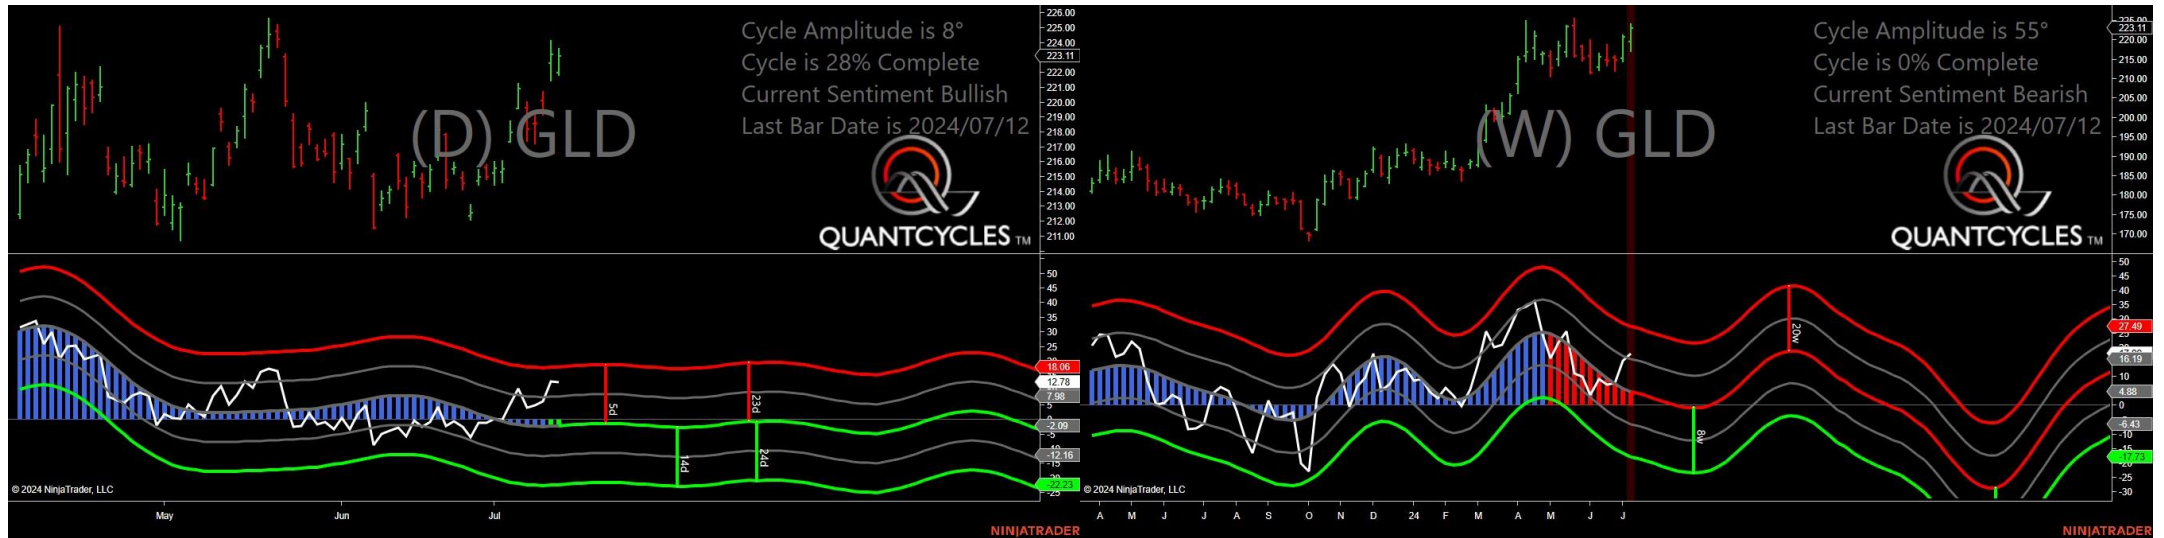 Cycle Amplitude is 8°
Cycle is 28% Complete
Current Sentiment Bullish
Last Bar Date is 2024/07/12
(D) GLD
QUANTCYCLES TM
226.00
225.00
224.00
223.11
222.00
221.00
220.00
219.00
218.00
217.00
216.00
215.00
214.00
213.00
212.00
211.00
50
45
40
35
30
25
18.06
12.78
7.98
5
0
-2.09
-5
-12.16
-15
-22.23
-25
5d
23d
14d
24d
© 2024 NinjaTrader, LLC
May
Jun
Jul
NINJATRADER
Cycle Amplitude is 55°
Cycle is 0% Complete
Current Sentiment Bearish
Last Bar Date is 2024/07/12
(W) GLD
QUANTCYCLES TM
225.00
223.11
220.00
215.00
210.00
205.00
200.00
195.00
190.00
185.00
180.00
175.00
170.00
50
45
40
35
30
27.49
16.19
10
4.88
0
-6.43
-10
-17.73
-25
-30
20w
8w
© 2024 NinjaTrader, LLC
A
M
J
J
A
S
O
N
D
24
F
M
A
M
J
J
NINJATRADER